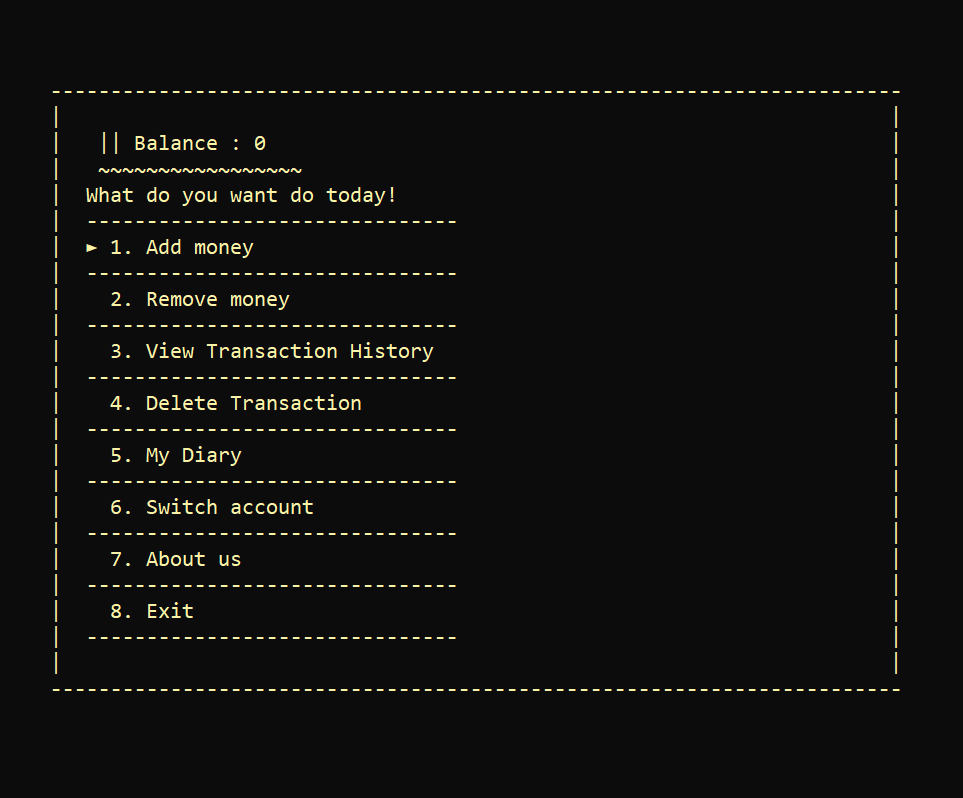 || Balance : 0
~~~~~~~~~~~~~~~~~
What do you want do today!
-------------------------------
► 1. Add money
-------------------------------
2. Remove money
-------------------------------
3. View Transaction History
-------------------------------
4. Delete Transaction
-------------------------------
5. My Diary
-------------------------------
6. Switch account
-------------------------------
7. About us
-------------------------------
8. Exit
-------------------------------